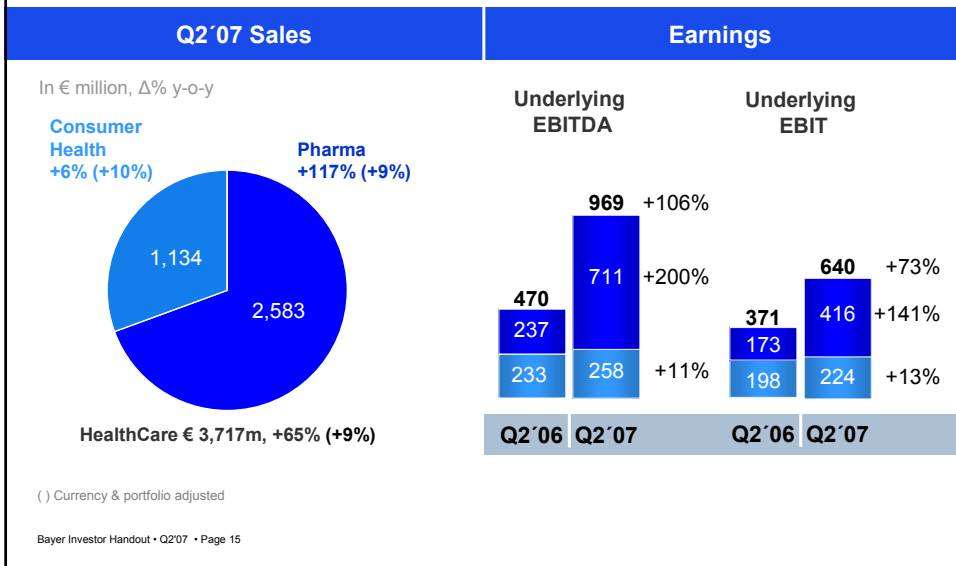 Q2´07 Sales
Earnings
In € million, Δ% y-o-y
Consumer
Health
+6% (+10%)
Pharma
+117% (+9%)
1,134
2,583
HealthCare € 3,717m, +65% (+9%)
Underlying
EBITDA
Underlying
EBIT
969 +106%
711 +200%
470
237
233
258 +11%
640 +73%
416 +141%
371
173
198
224 +13%
Q2´06 Q2´07
Q2´06 Q2´07
( ) Currency & portfolio adjusted
Bayer Investor Handout • Q2'07 • Page 15